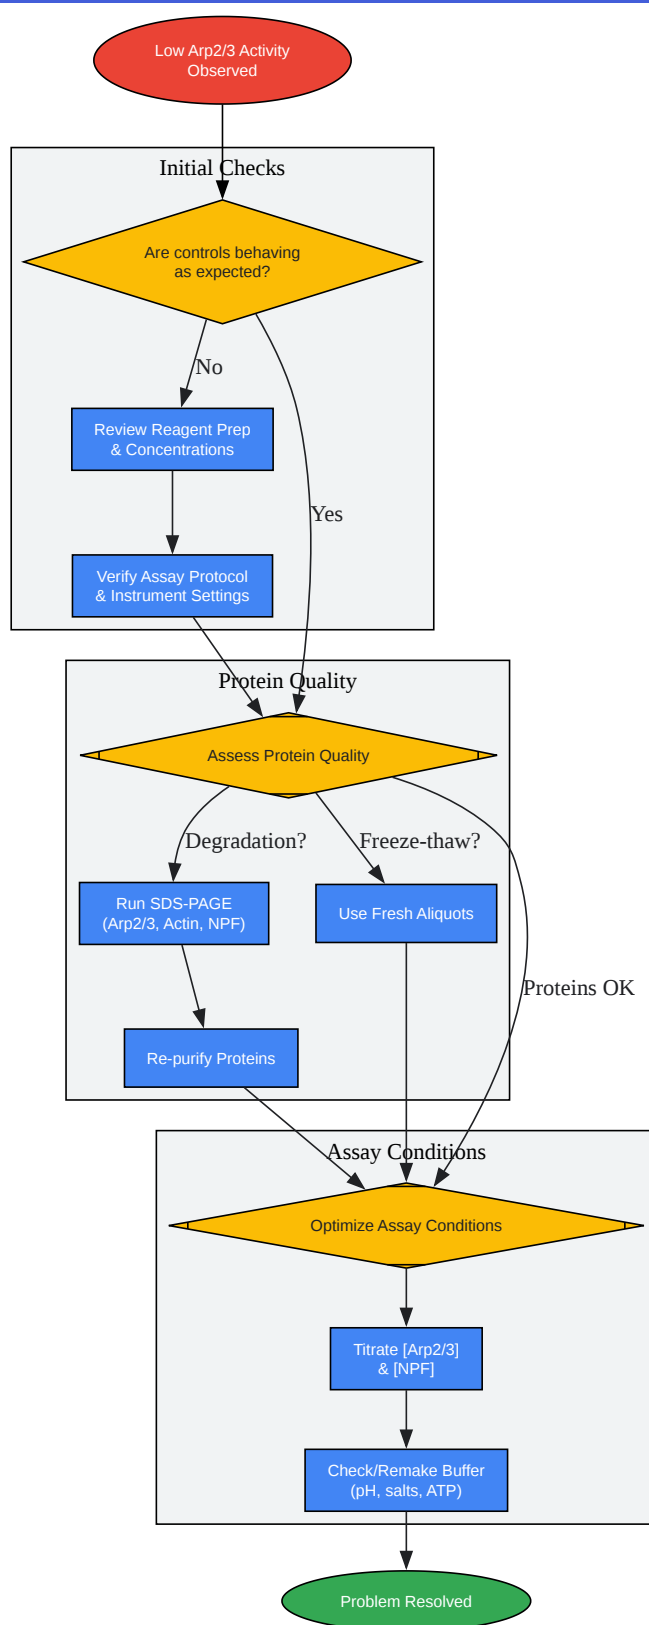 Low Arp2/3 Activity
Observed
Initial Checks
Are controls behaving
as expected?
No
Review Reagent Prep
& Concentrations
Yes
Verify Assay Protocol
& Instrument Settings
Protein Quality
Assess Protein Quality
Degradation?
Freeze-thaw?
Run SDS-PAGE
(Arp2/3, Actin, NPF)
Use Fresh Aliquots
Proteins OK
Re-purify Proteins
Assay Conditions
Optimize Assay Conditions
Titrate [Arp2/3]
& [NPF]
Check/Remake Buffer
(pH, salts, ATP)
Problem Resolved